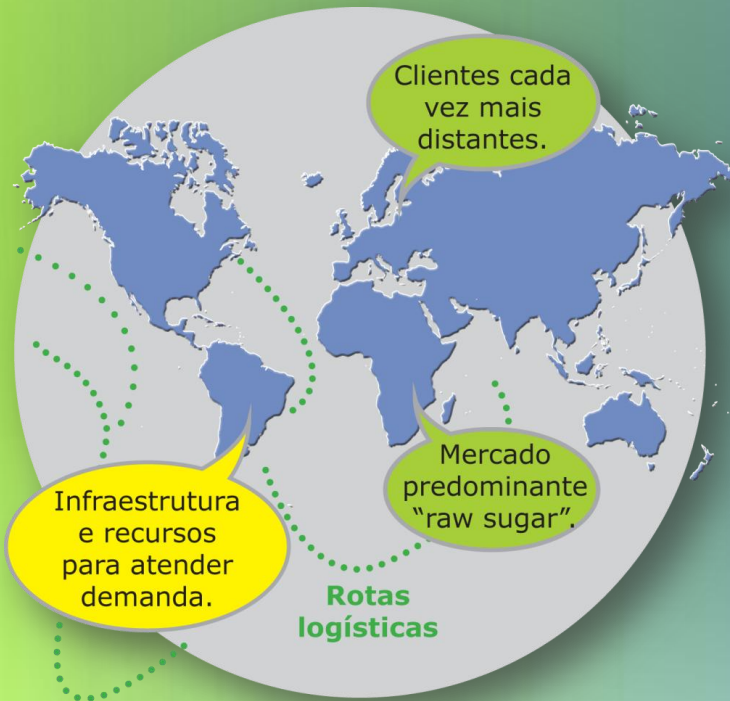 Clientes cada
vez mais
distantes.
Mercado
predominante
“raw sugar”.
Infraestrutura
e recursos
para atender
demanda.
Rotas
logísticas